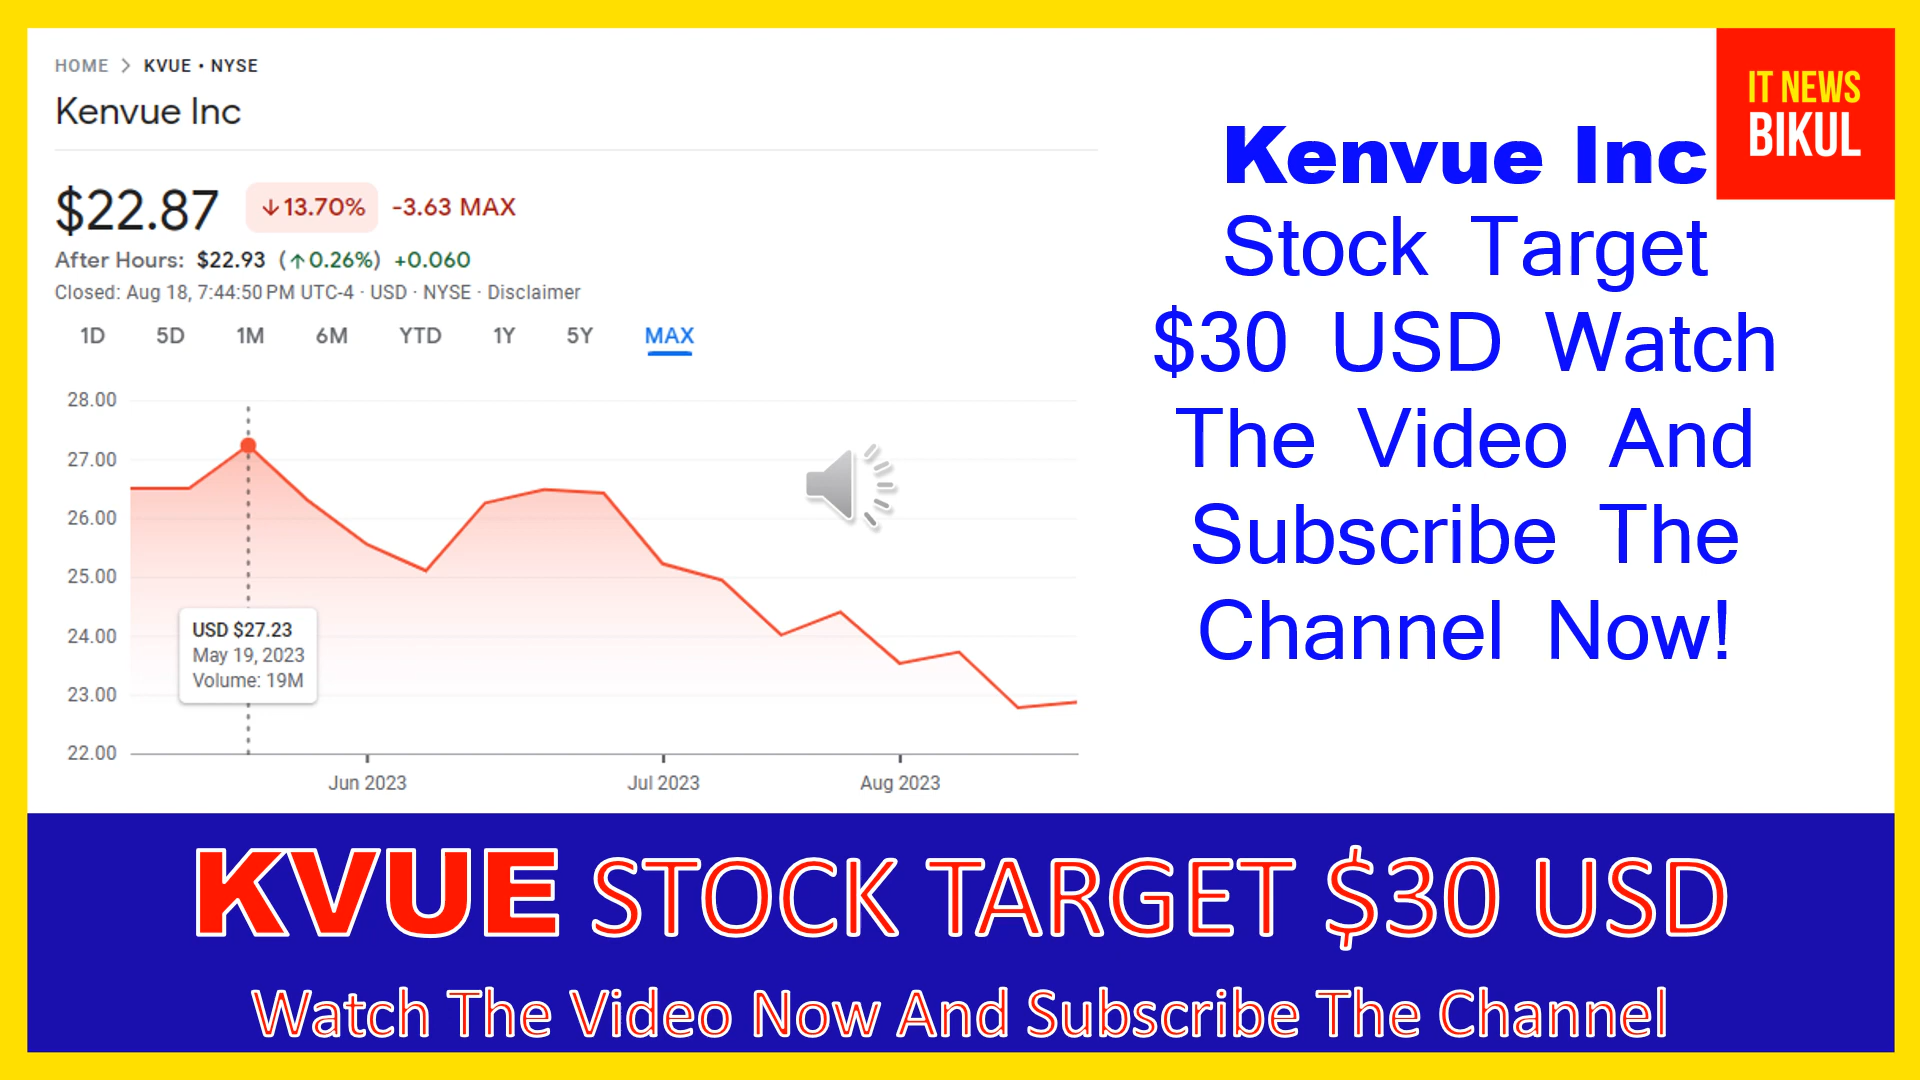 HOME > KVUE • NYSE
Kenvue Inc
$22.87 ↓13.70% -3.63 MAX
After Hours: $22.93 (↑0.26%) +0.060
Closed: Aug 18, 7:44:50 PM UTC-4 · USD · NYSE · Disclaimer
1D 5D 1M 6M YTD 1Y 5Y MAX
28.00
27.00
26.00
25.00
24.00
23.00
22.00
USD $27.23
May 19, 2023
Volume: 19M
Jun 2023 Jul 2023 Aug 2023
IT NEWS
BIKUL
Kenvue Inc
Stock Target
$30 USD Watch
The Video And
Subscribe The
Channel Now!
KVUE STOCK TARGET $30 USD
Watch The Video Now And Subscribe The Channel